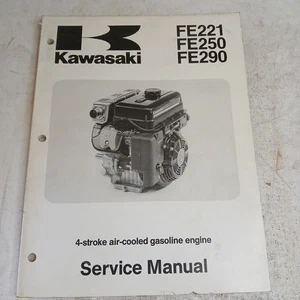 Kawasaki
FE221
FE250
FE290
4-stroke air-cooled gasoline engine
Service Manual